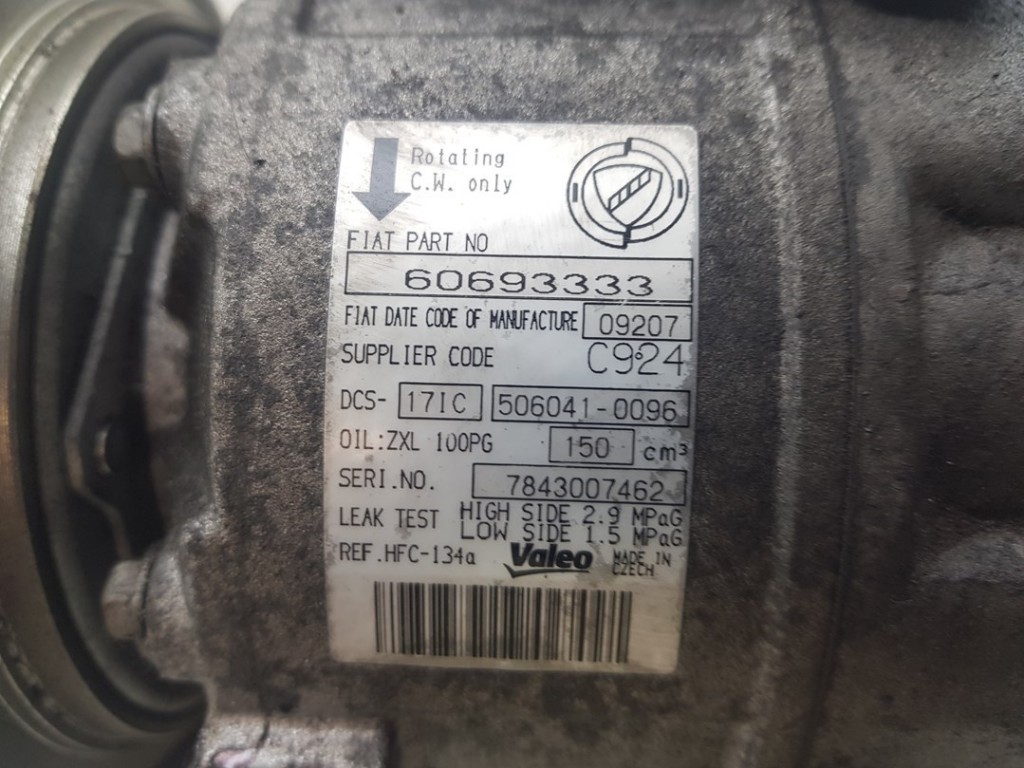 Rotating
C.W. only
FIAT PART NO
60693333
FIAT DATE CODE OF MANUFACTURE 09207
SUPPLIER CODE C924
DCS- 17IC 506041-0096
OIL:ZXL 100PG 150 cm³
SERI.NO. 7843007462
LEAK TEST HIGH SIDE 2.9 MPaG
LOW SIDE 1.5 MPaG
REF.HFC-134a Valeo MADE IN
CZECH